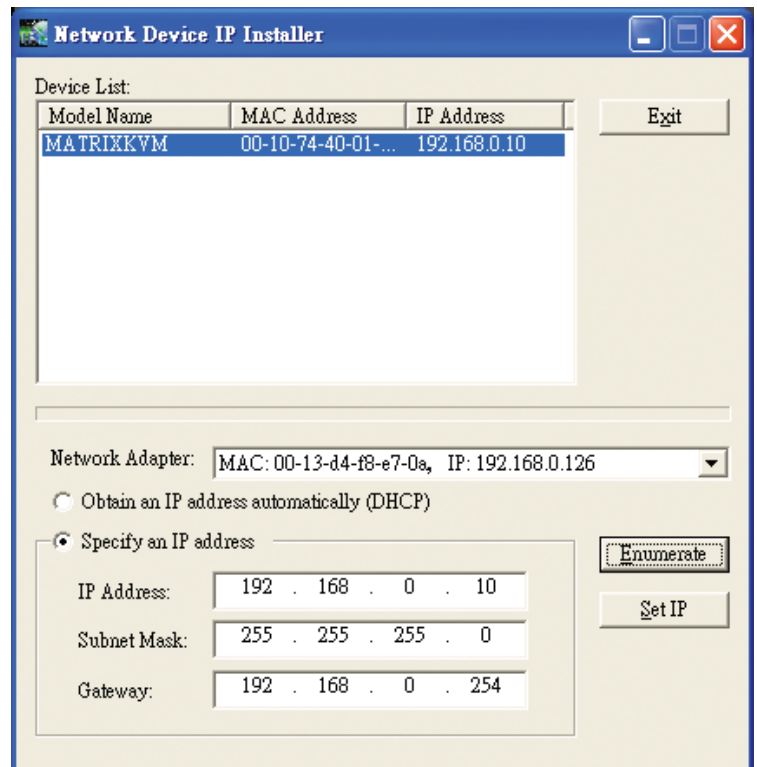 Network Device IP Installer
Device List:
Model Name MAC Address IP Address
Exit
MATRIXKVM 00-10-74-40-01-... 192.168.0.10
Network Adapter: MAC: 00-13-d4-f8-e7-0a, IP: 192.168.0.126
Obtain an IP address automatically (DHCP)
Specify an IP address
Enumerate
IP Address: 192 . 168 . 0 . 10
Set IP
Subnet Mask: 255 . 255 . 255 . 0
Gateway: 192 . 168 . 0 . 254